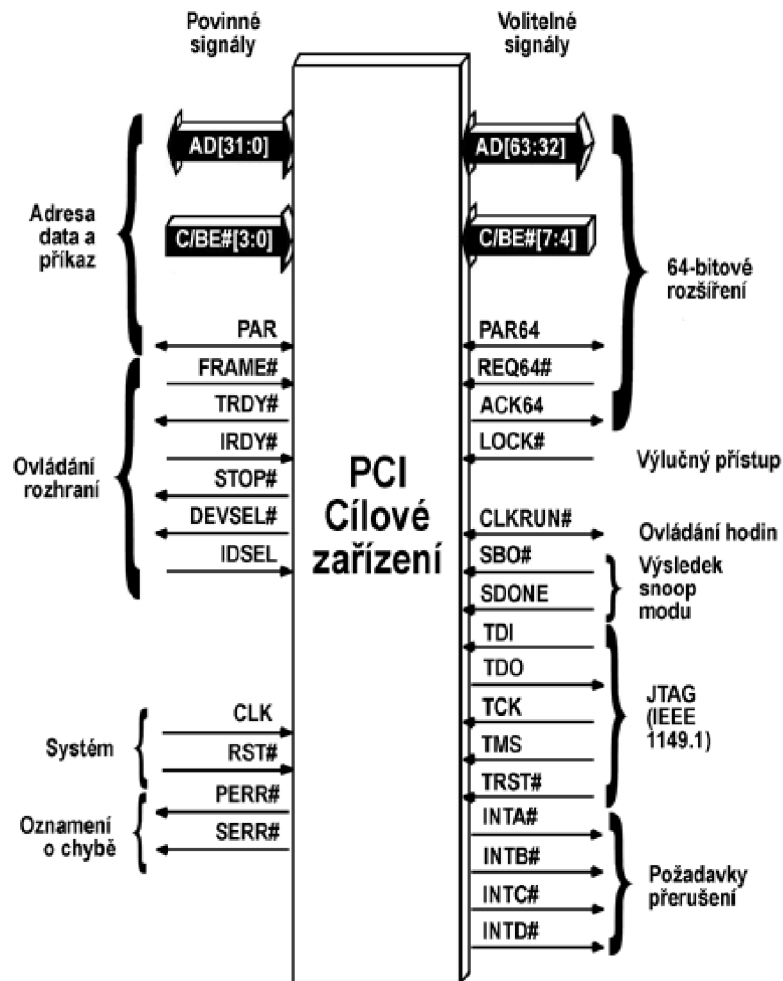 Povinné
signály
Volitelné
signály
AD[31:0]
AD[63:32]
Adresa
data a
příkaz
C/BE#[3:0]
C/BE#[7:4]
64-bitové
rozšíření
PAR
PAR64
FRAME#
REQ64#
TRDY#
ACK64
IRDY#
LOCK#
Výlučný přístup
Ovládání
rozhraní
STOP#
DEVSEL#
CLKRUN#
Ovládání hodin
IDSEL
SBO#
SDONE
Výsledek
snoop
modu
PCI
Cílové
zařízení
TDI
TDO
TCK
TMS
TRST#
JTAG
(IEEE
1149.1)
Systém
CLK
RST#
Oznamení
o chybě
PERR#
SERR#
INTA#
INTB#
INTC#
INTD#
Požadavky
přerušení